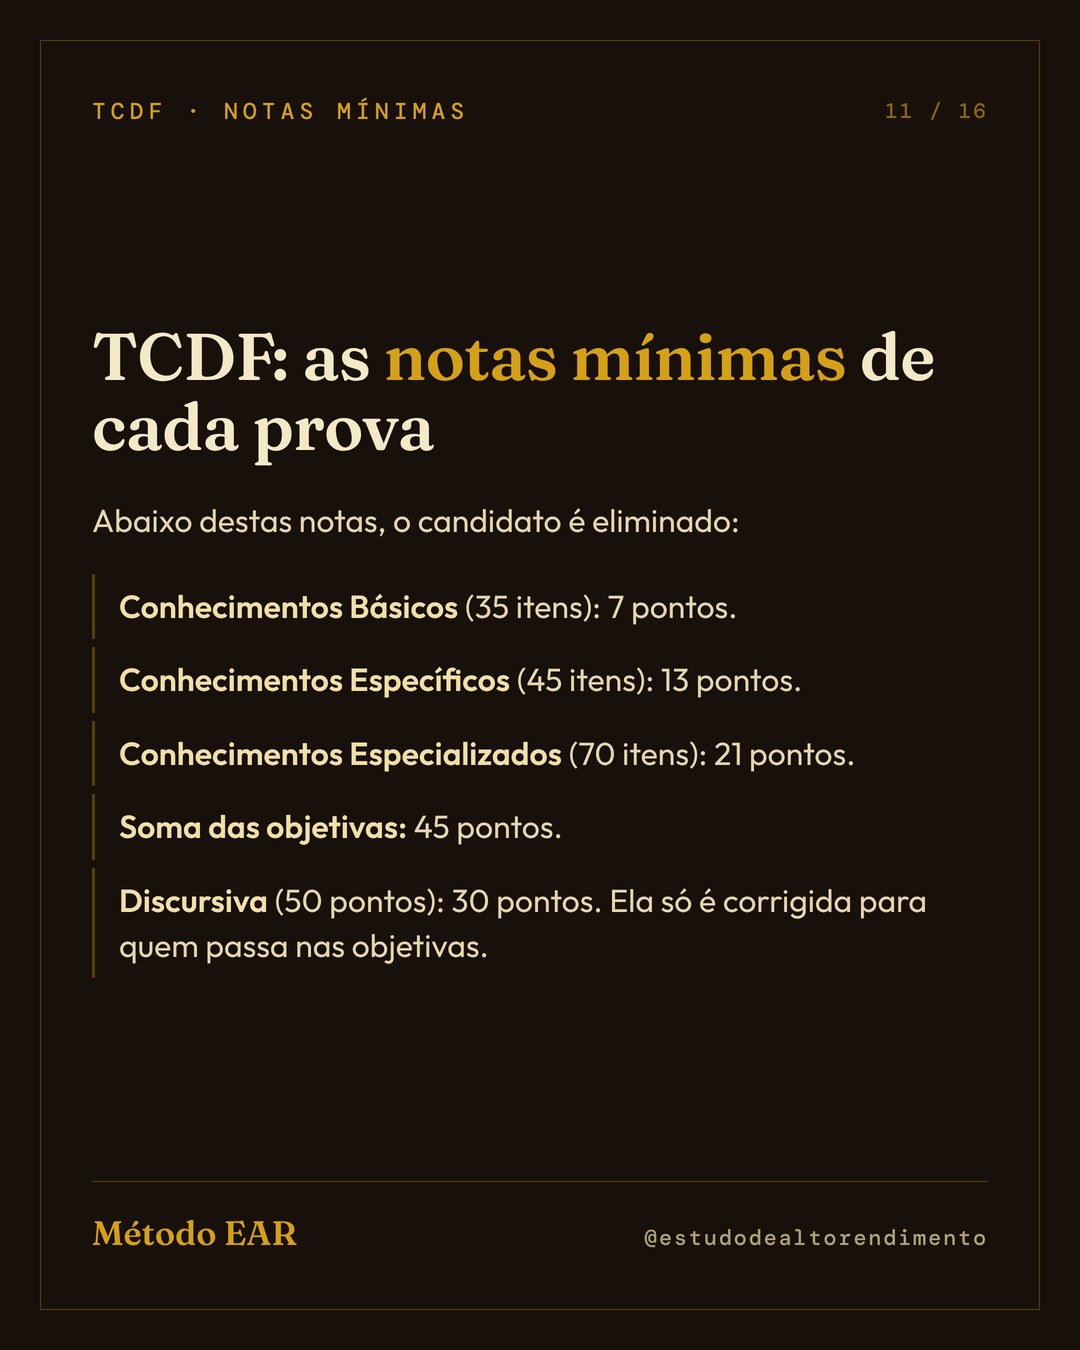 TCDF · NOTAS MÍNIMAS
11 / 16
TCDF: as notas mínimas de
cada prova
Abaixo destas notas, o candidato é eliminado:
Conhecimentos Básicos (35 itens): 7 pontos.
Conhecimentos Específicos (45 itens): 13 pontos.
Conhecimentos Especializados (70 itens): 21 pontos.
Soma das objetivas: 45 pontos.
Discursiva (50 pontos): 30 pontos. Ela só é corrigida para
quem passa nas objetivas.
Método EAR
@estudodealtorendimento